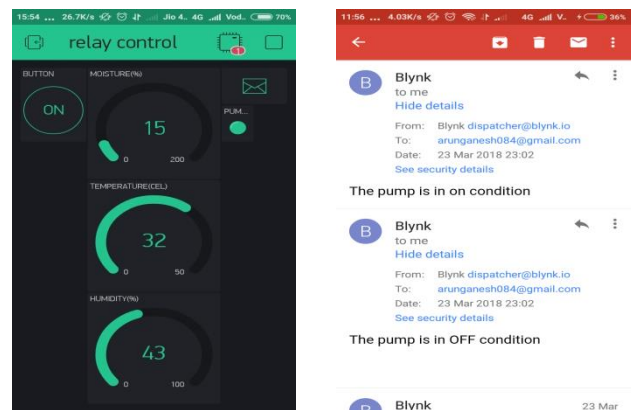 15:54 ... 26.7K/s Jio 4.. 4G Vod.. 70%
relay control
1
BUTTON
MOISTURE(%)
ON
15
0 200
PUM...
TEMPERATURE(CEL)
32
0 50
HUMIDITY(%)
43
0 100
11:56 ... 4.03K/s 4G V.. 36%
B
Blynk
to me
Hide details
From: Blynk dispatcher@blynk.io
To: arunganesh084@gmail.com
Date: 23 Mar 2018 23:02
See security details
The pump is in on condition
B
Blynk
to me
Hide details
From: Blynk dispatcher@blynk.io
To: arunganesh084@gmail.com
Date: 23 Mar 2018 23:02
See security details
The pump is in OFF condition
B
Blynk 23 Mar